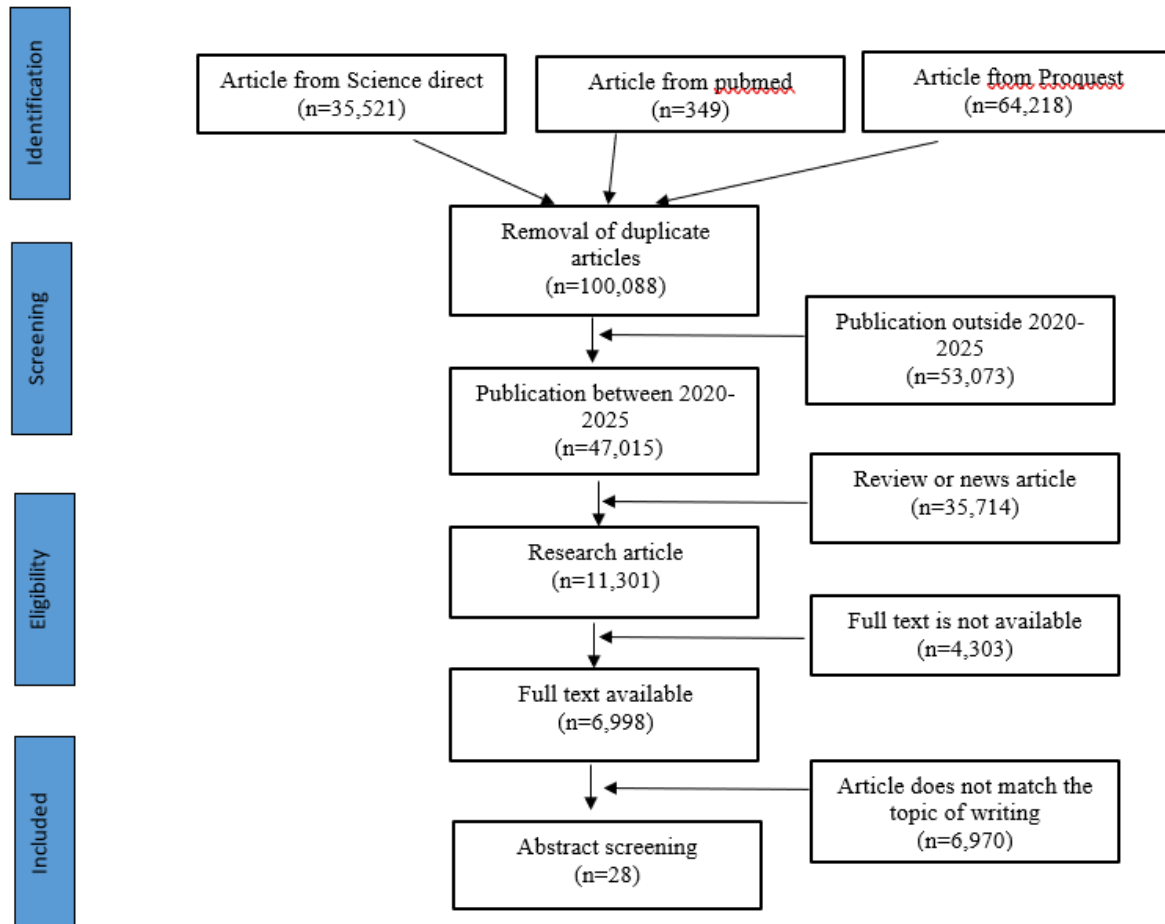 Identification
Article from Science direct
(n=35,521)
Article from pubmed
(n=349)
Article ftom Proquest
(n=64,218)
Removal of duplicate
articles
(n=100,088)
Screening
Publication outside 2020-
2025
(n=53,073)
Publication between 2020-
2025
(n=47,015)
Review or news article
(n=35,714)
Eligibility
Research article
(n=11,301)
Full text is not available
(n=4,303)
Full text available
(n=6,998)
Included
Article does not match the
topic of writing
(n=6,970)
Abstract screening
(n=28)